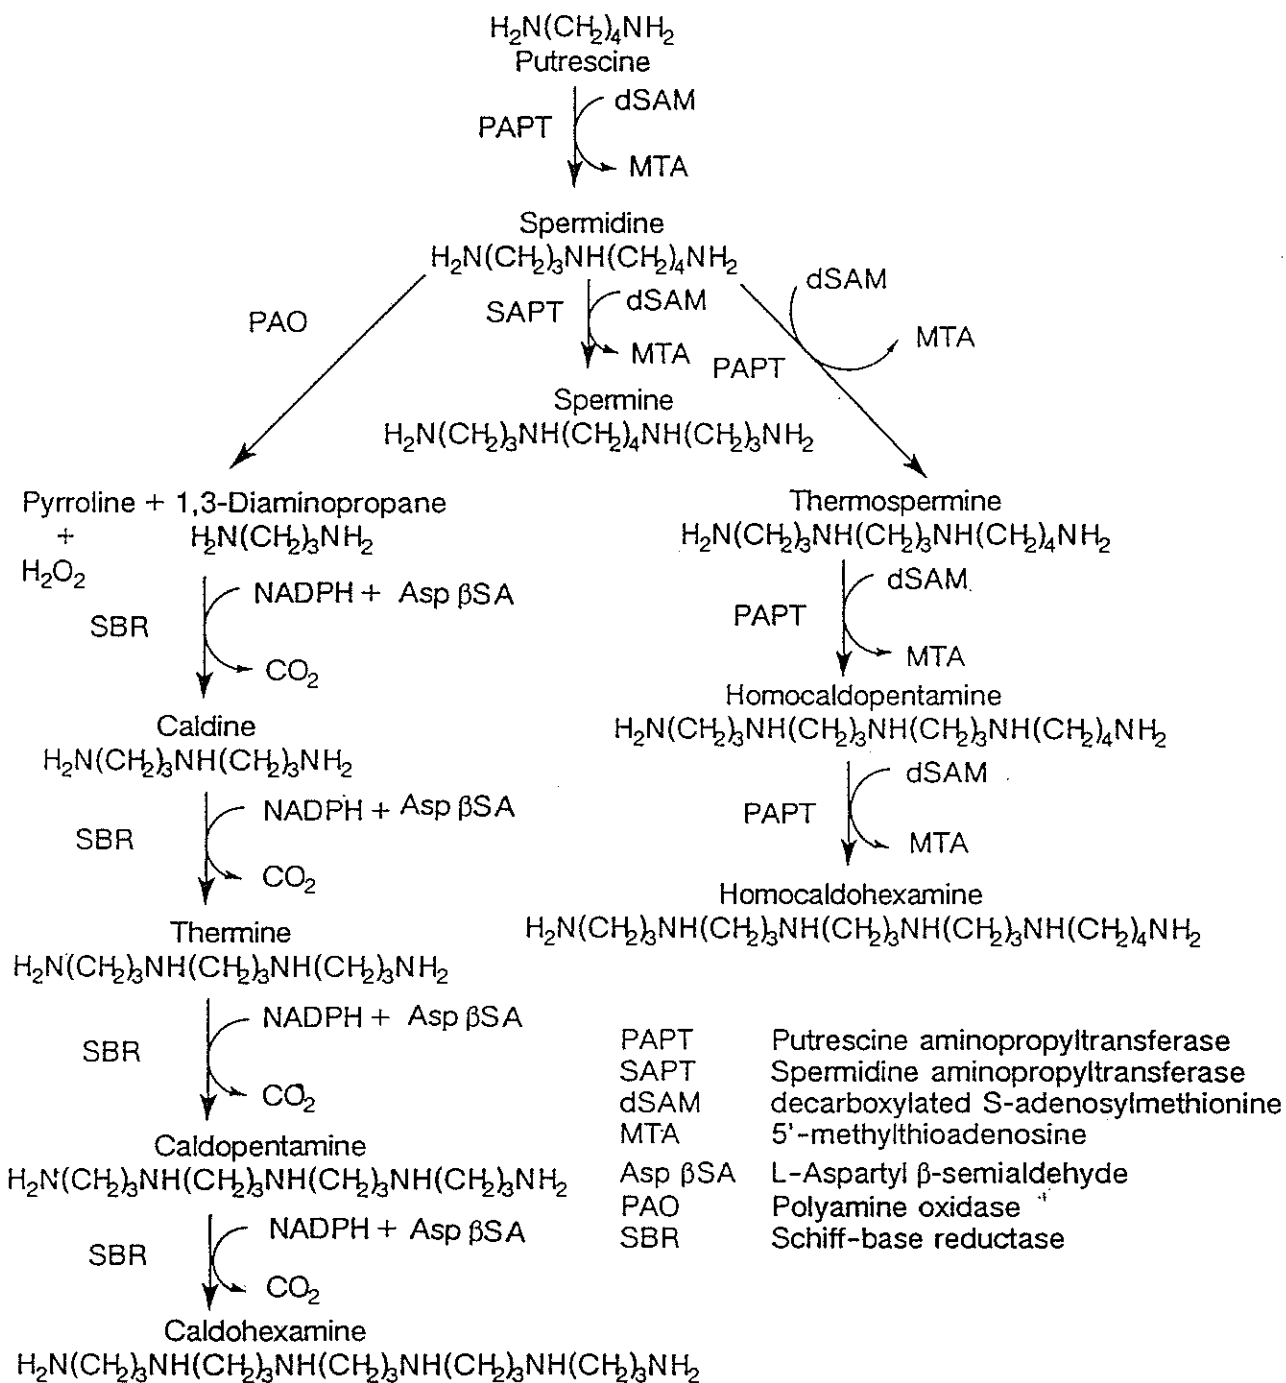 H₂N(CH₂)₄NH₂
Putrescine
dSAM
PAPT
MTA
Spermidine
H₂N(CH₂)₃NH(CH₂)₄NH₂
PAO
SAPT
dSAM
MTA
dSAM
MTA
PAPT
Spermine
H₂N(CH₂)₃NH(CH₂)₄NH(CH₂)₃NH₂
Pyrroline + 1,3-Diaminopropane
+ H₂N(CH₂)₃NH₂
H₂O₂
NADPH + Asp βSA
SBR
CO₂
Caldine
H₂N(CH₂)₃NH(CH₂)₃NH₂
NADPH + Asp βSA
SBR
CO₂
Thermine
H₂N(CH₂)₃NH(CH₂)₃NH(CH₂)₃NH₂
NADPH + Asp βSA
SBR
CO₂
Caldopentamine
H₂N(CH₂)₃NH(CH₂)₃NH(CH₂)₃NH(CH₂)₃NH₂
NADPH + Asp βSA
SBR
CO₂
Caldohexamine
H₂N(CH₂)₃NH(CH₂)₃NH(CH₂)₃NH(CH₂)₃NH(CH₂)₃NH₂
Thermospermine
H₂N(CH₂)₃NH(CH₂)₃NH(CH₂)₄NH₂
dSAM
PAPT
MTA
Homocaldopentamine
H₂N(CH₂)₃NH(CH₂)₃NH(CH₂)₃NH(CH₂)₄NH₂
dSAM
PAPT
MTA
Homocaldohexamine
H₂N(CH₂)₃NH(CH₂)₃NH(CH₂)₃NH(CH₂)₃NH(CH₂)₄NH₂
PAPT Putrescine aminopropyltransferase
SAPT Spermidine aminopropyltransferase
dSAM decarboxylated S-adenosylmethionine
MTA 5'-methylthioadenosine
Asp βSA L-Aspartyl β-semialdehyde
PAO Polyamine oxidase
SBR Schiff-base reductase